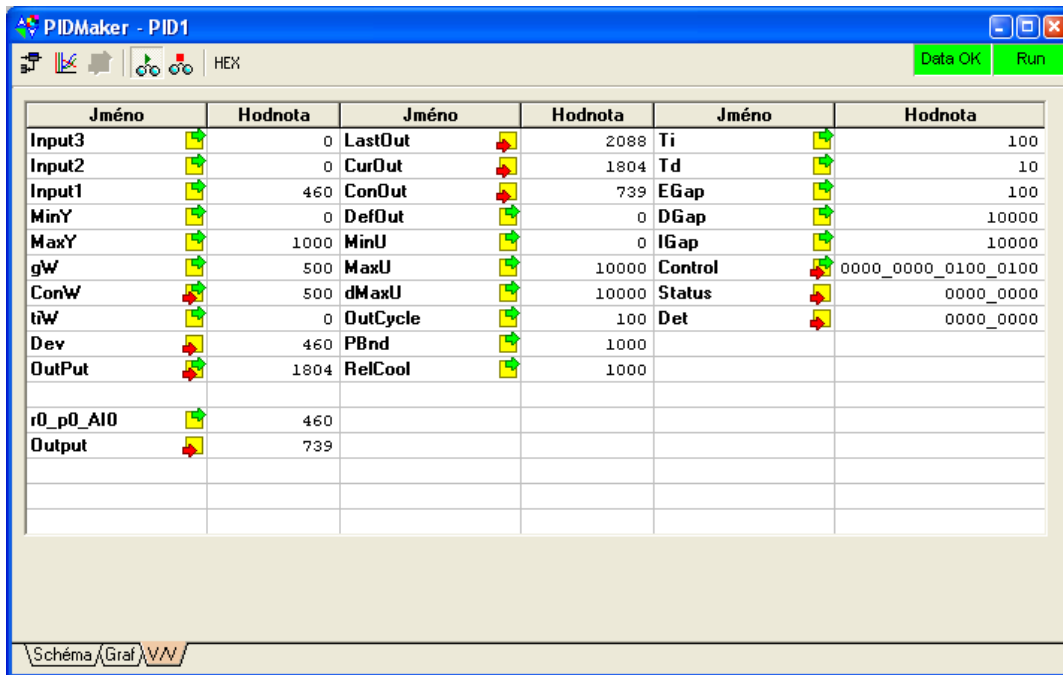 PIDMaker - PID1
HEX Data OK Run
Jméno Hodnota Jméno Hodnota Jméno Hodnota
Input3 0 LastOut 2088 Ti 100
Input2 0 CurOut 1804 Td 10
Input1 460 ConOut 739 EGap 100
MinY 0 DefOut 0 DGap 10000
MaxY 1000 MinU 0 IGap 10000
gW 500 MaxU 10000 Control 0000_0000_0100_0100
ConW 500 dMaxU 10000 Status 0000_0000
tiW 0 OutCycle 100 Det 0000_0000
Dev 460 PBnd 1000
OutPut 1804 RelCool 1000
r0_p0_AI0 460
Output 739
Schéma Graf V/V